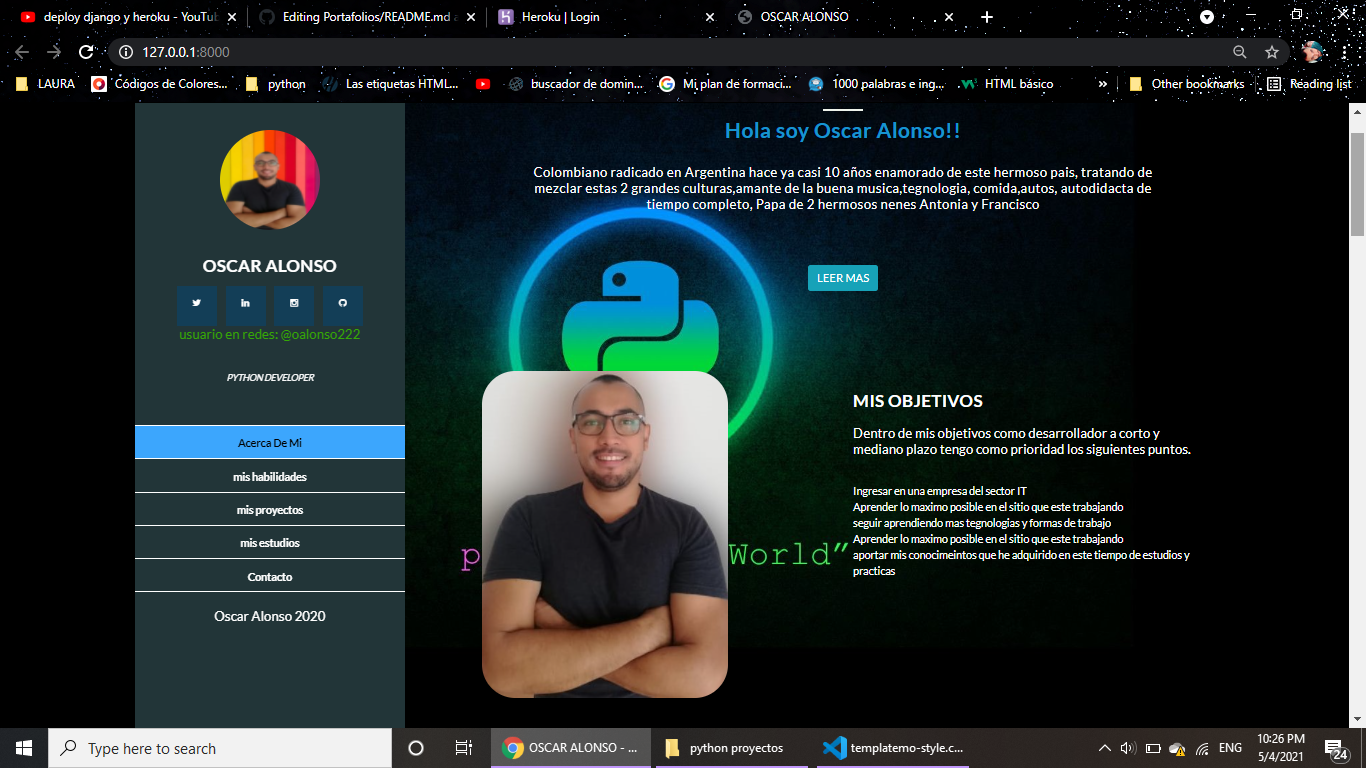 deploy django y heroku - YouTub
Editing Portafolios/README.md a
Heroku | Login
OSCAR ALONSO
127.0.0.1:8000
LAURA
Códigos de Colores...
python
Las etiquetas HTML...
buscador de domin...
Mi plan de formaci...
1000 palabras e ing...
HTML básico
»
Other bookmarks
Reading list
OSCAR ALONSO
usuario en redes: @oalonso222
PYTHON DEVELOPER
Acerca De Mi
mis habilidades
mis proyectos
mis estudios
Contacto
Oscar Alonso 2020
Hola soy Oscar Alonso!!
Colombiano radicado en Argentina hace ya casi 10 años enamorado de este hermoso pais, tratando de
mezclar estas 2 grandes culturas,amante de la buena musica,tegnologia, comida,autos, autodidacta de
tiempo completo, Papa de 2 hermosos nenes Antonia y Francisco
LEER MAS
MIS OBJETIVOS
Dentro de mis objetivos como desarrollador a corto y
mediano plazo tengo como prioridad los siguientes puntos.
Ingresar en una empresa del sector IT
Aprender lo maximo posible en el sitio que este trabajando
seguir aprendiendo mas tegnologias y formas de trabajo
Aprender lo maximo posible en el sitio que este trabajando
aportar mis conocimeintos que he adquirido en este tiempo de estudios y
practicas
p World”
Type here to search
OSCAR ALONSO - ...
python proyectos
templatemo-style.c...
ENG
10:26 PM
5/4/2021
24